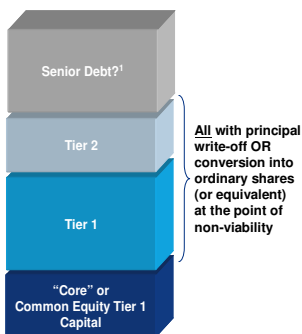 Senior Debt?¹
Tier 2
Tier 1
“Core” or
Common Equity Tier 1
Capital
All with principal
write-off OR
conversion into
ordinary shares
(or equivalent)
at the point of
non-viability